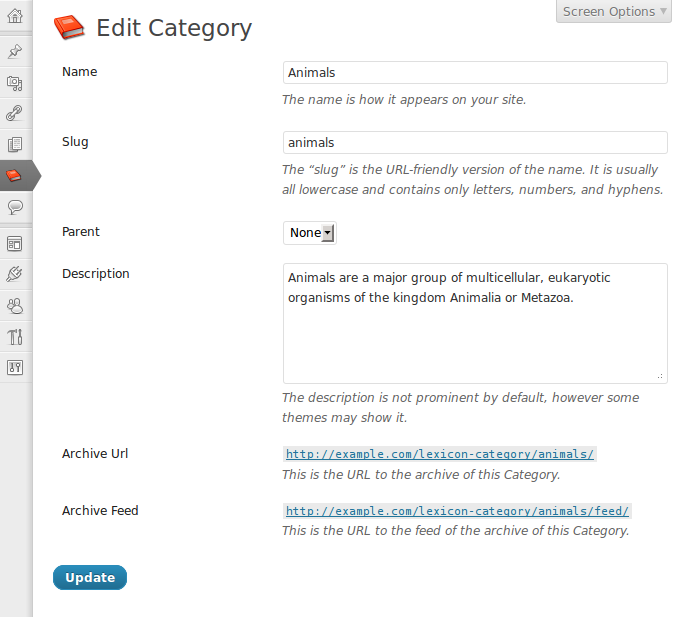 Screen Options
Edit Category
Name
Animals
The name is how it appears on your site.
Slug
animals
The “slug” is the URL-friendly version of the name. It is usually
all lowercase and contains only letters, numbers, and hyphens.
Parent
None
Description
Animals are a major group of multicellular, eukaryotic
organisms of the kingdom Animalia or Metazoa.
The description is not prominent by default, however some
themes may show it.
Archive Url
http://example.com/lexicon-category/animals/
This is the URL to the archive of this Category.
Archive Feed
http://example.com/lexicon-category/animals/feed/
This is the URL to the feed of the archive of this Category.
Update